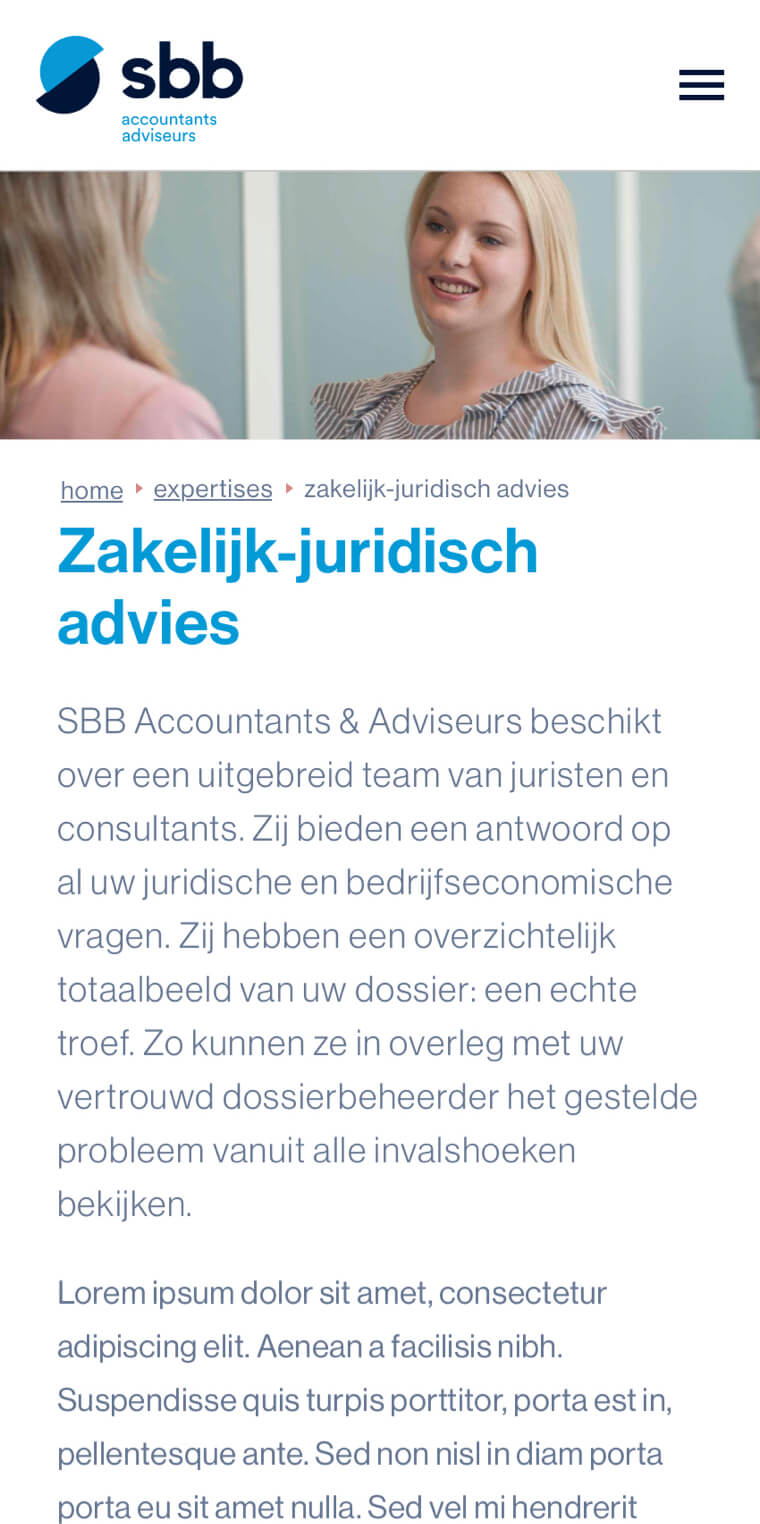 sbb
accountants
adviseurs
home expertises zakelijk-juridisch advies
Zakelijk-juridisch
advies
SBB Accountants & Adviseurs beschikt
over een uitgebreid team van juristen en
consultants. Zij bieden een antwoord op
al uw juridische en bedrijfseconomische
vragen. Zij hebben een overzichtelijk
totaalbeeld van uw dossier: een echte
troef. Zo kunnen ze in overleg met uw
vertrouwd dossierbeheerder het gestelde
probleem vanuit alle invalshoeken
bekijken.
Lorem ipsum dolor sit amet, consectetur
adipiscing elit. Aenean a facilisis nibh.
Suspendisse quis turpis porttitor, porta est in,
pellentesque ante. Sed non nisl in diam porta
porta eu sit amet nulla. Sed vel mi hendrerit